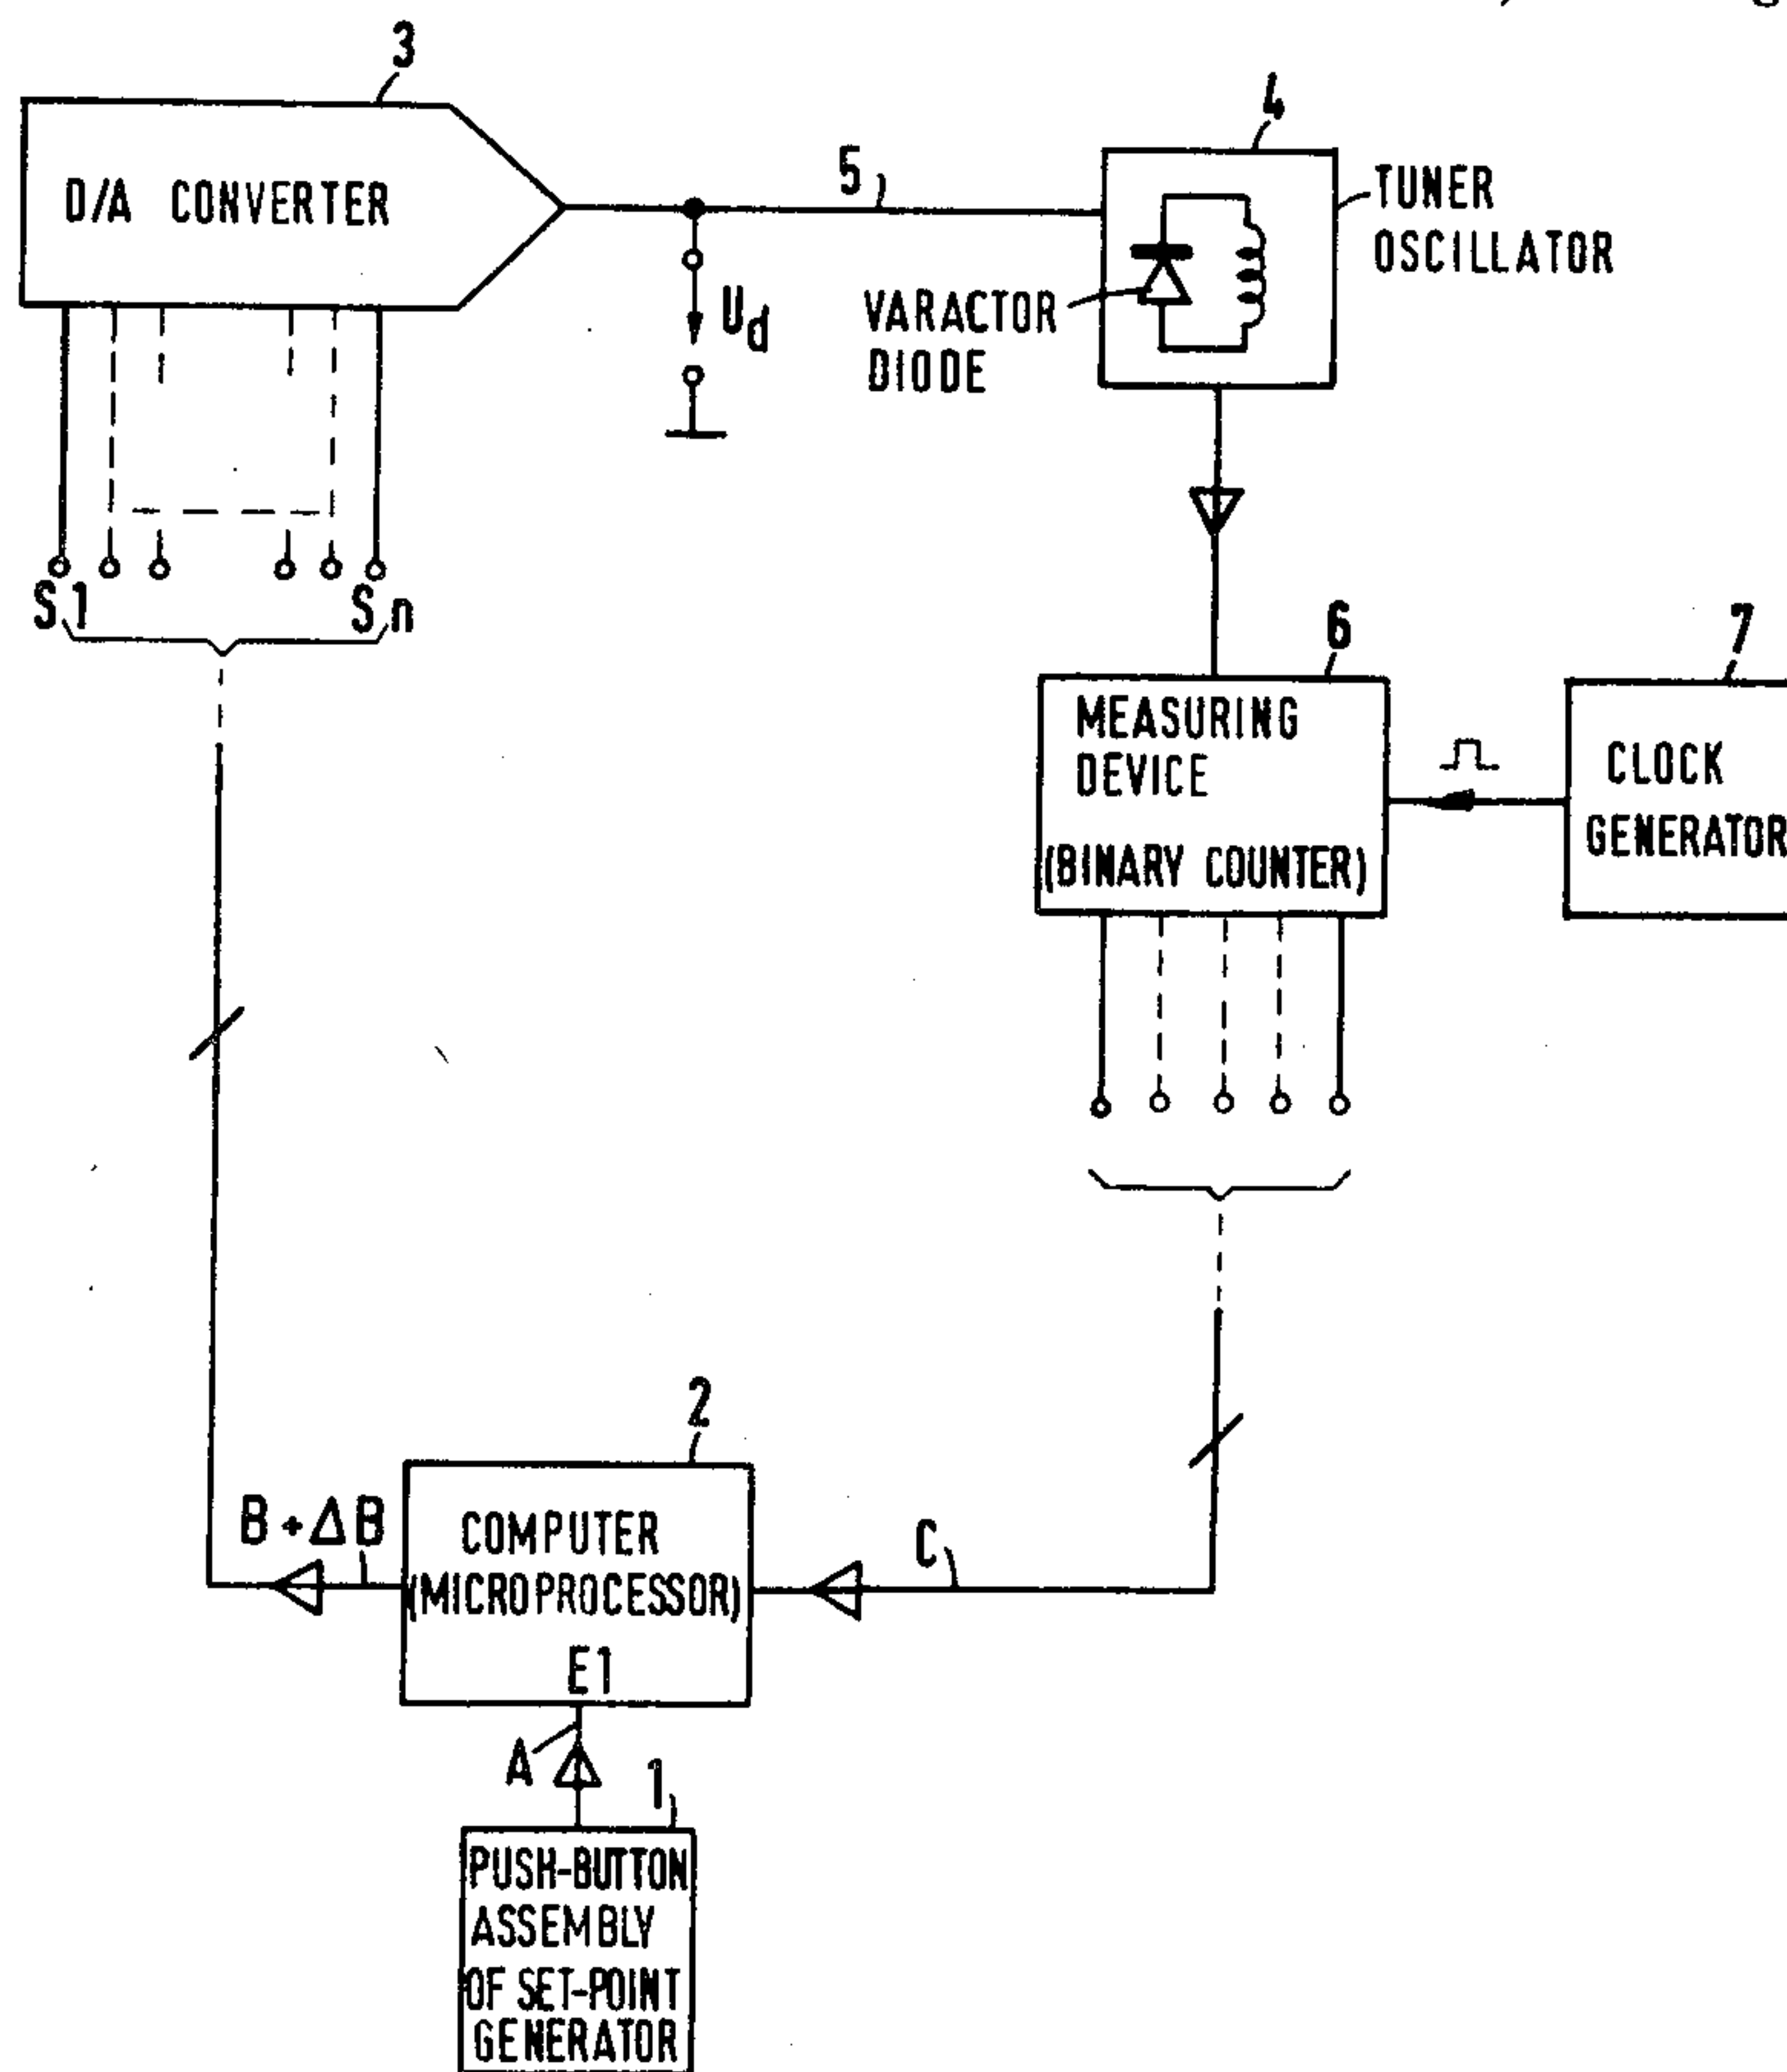 3
D/A CONVERTER
5
4
TUNER
OSCILLATOR
VARACTOR
DIODE
Ud
S1
Sn
6
MEASURING
DEVICE
(BINARY COUNTER)
7
CLOCK
GENERATOR
2
B+ΔB
COMPUTER
(MICROPROCESSOR)
E1
C
A
1
PUSH-BUTTON
ASSEMBLY
OF SET-POINT
GENERATOR